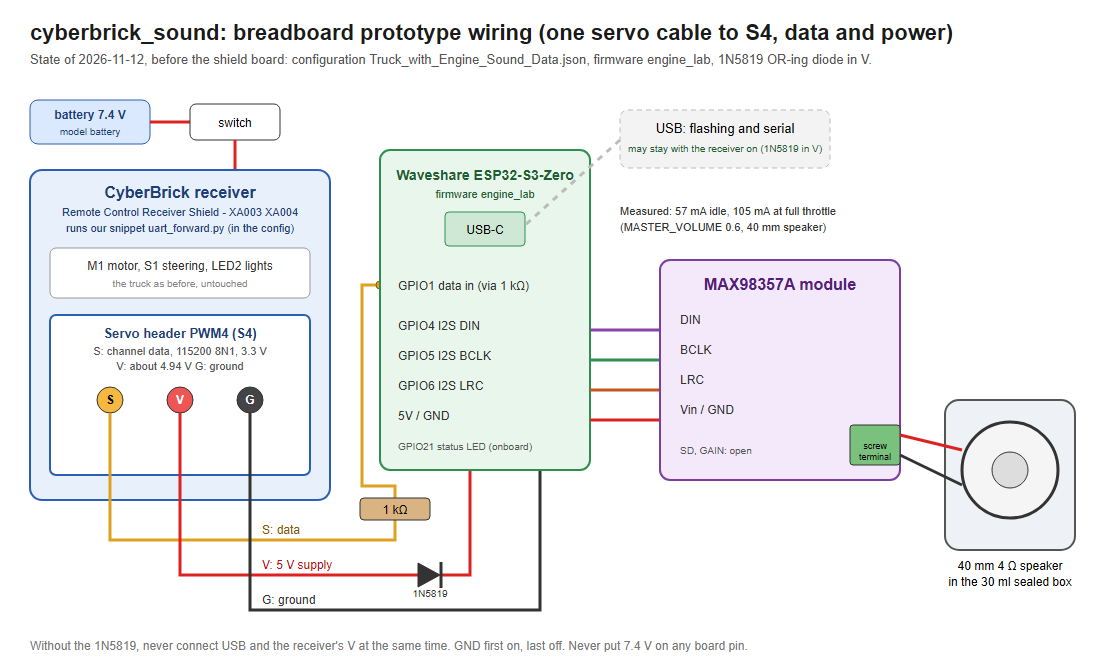 cyberbrick_sound: breadboard prototype wiring (one servo cable to S4, data and power)
State of 2026-11-12, before the shield board: configuration Truck_with_Engine_Sound_Data.json, firmware engine_lab, 1N5819 OR-ing diode in V.
battery 7.4 V
model battery
switch
CyberBrick receiver
Remote Control Receiver Shield - XA003 XA004
runs our snippet uart_forward.py (in the config)
M1 motor, S1 steering, LED2 lights
the truck as before, untouched
Servo header PWM4 (S4)
S: channel data, 115200 8N1, 3.3 V
V: about 4.94 V G: ground
S
V
G
Waveshare ESP32-S3-Zero
firmware engine_lab
USB-C
GPIO1 data in (via 1 kΩ)
GPIO4 I2S DIN
GPIO5 I2S BCLK
GPIO6 I2S LRC
5V / GND
GPIO21 status LED (onboard)
USB: flashing and serial
may stay with the receiver on (1N5819 in V)
Measured: 57 mA idle, 105 mA at full throttle
(MASTER_VOLUME 0.6, 40 mm speaker)
MAX98357A module
DIN
BCLK
LRC
Vin / GND
SD, GAIN: open
screw
terminal
40 mm 4 Ω speaker
in the 30 ml sealed box
1 kΩ
S: data
V: 5 V supply
1N5819
G: ground
Without the 1N5819, never connect USB and the receiver's V at the same time. GND first on, last off. Never put 7.4 V on any board pin.